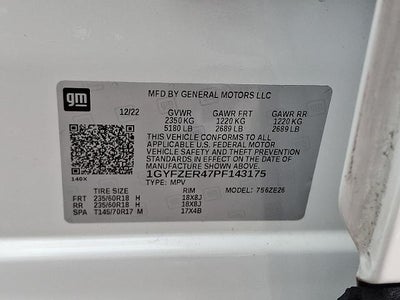 gm
MFD BY GENERAL MOTORS LLC
12/22 GVWR GAWR FRT GAWR RR
2350 KG 1220 KG 1220 KG
5180 LB 2689 LB 2689 LB
THIS VEHICLE CONFORMS TO ALL
APPLICABLE U.S. FEDERAL MOTOR
VEHICLE SAFETY AND THEFT PREVENTION
STANDARDS IN EFFECT ON THE DATE OF
MANUFACTURE SHOWN ABOVE.
1GYFZER47PF143175
140X TYPE: MPV MODEL: 756ZE26
TIRE SIZE RIM
FRT 235/60R18 H 18X8J
RR 235/60R18 H 18X8J
SPA T145/70R17 M 17X4B